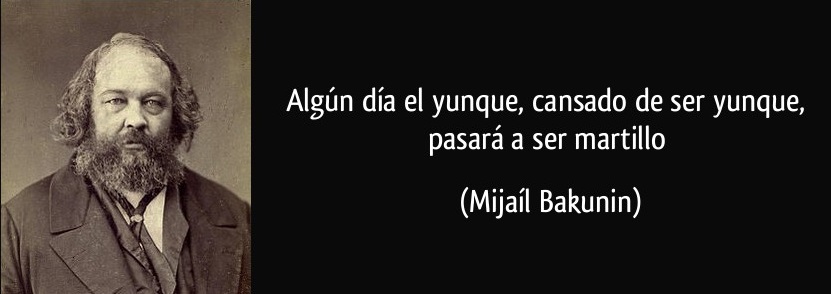 Algún día el yunque, cansado de ser yunque,
pasará a ser martillo
(Mijaíl Bakunin)